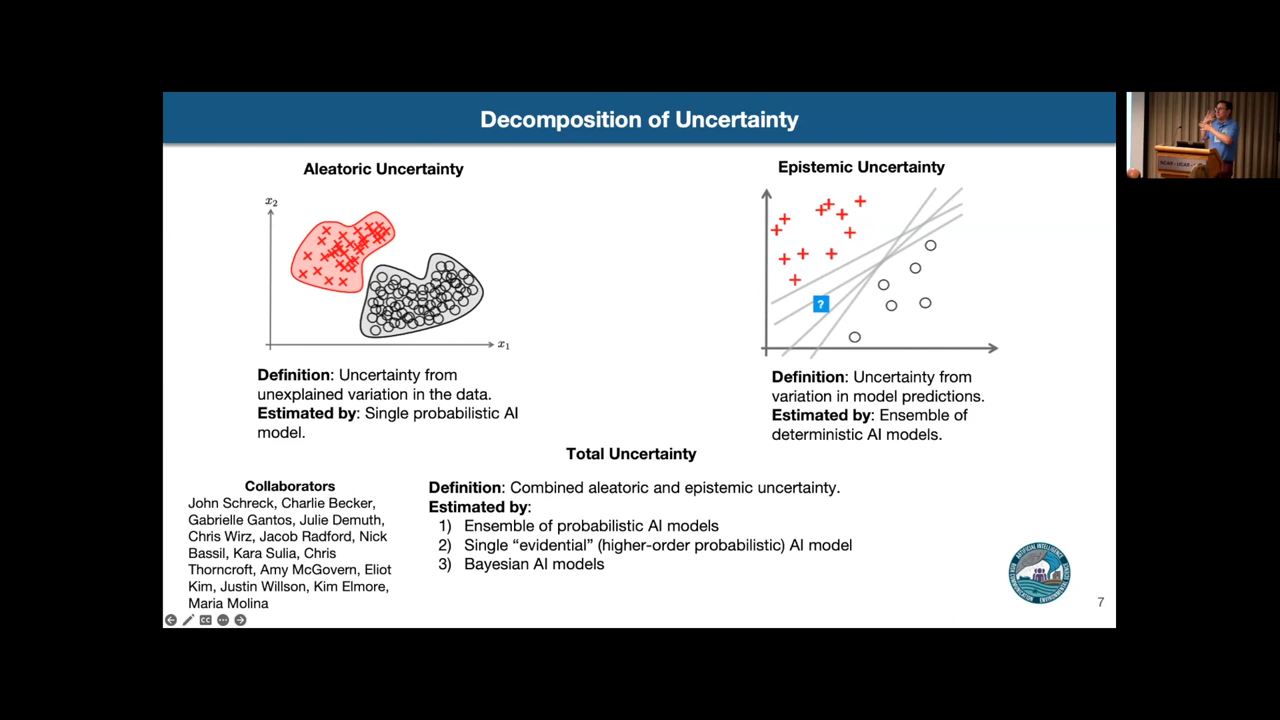 Decomposition of Uncertainty
Aleatoric Uncertainty
x2
x1
Definition: Uncertainty from
unexplained variation in the data.
Estimated by: Single probabilistic AI
model.
Epistemic Uncertainty
?
Definition: Uncertainty from
variation in model predictions.
Estimated by: Ensemble of
deterministic AI models.
Total Uncertainty
Definition: Combined aleatoric and epistemic uncertainty.
Estimated by:
1) Ensemble of probabilistic AI models
2) Single “evidential” (higher-order probabilistic) AI model
3) Bayesian AI models
Collaborators
John Schreck, Charlie Becker,
Gabrielle Gantos, Julie Demuth,
Chris Wirz, Jacob Radford, Nick
Bassil, Kara Sulia, Chris
Thorncroft, Amy McGovern, Eliot
Kim, Justin Willson, Kim Elmore,
Maria Molina
ARTIFICIAL INTELLIGENCE
7
CC